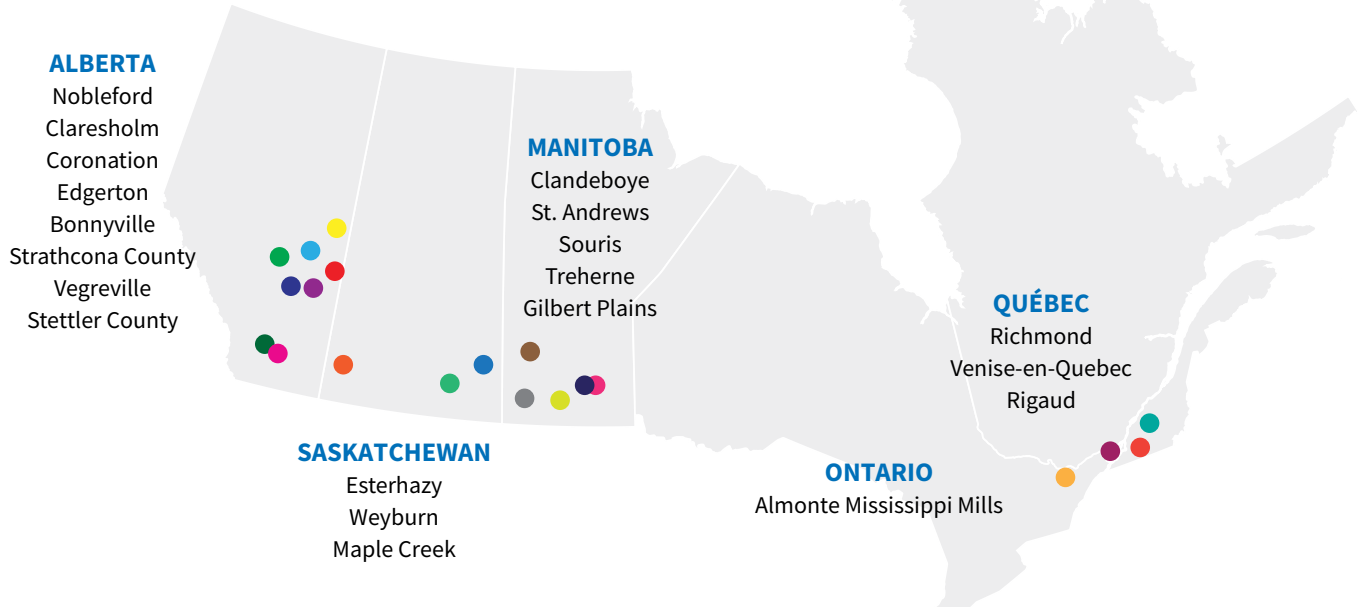 ALBERTA
Nobleford
Claresholm
Coronation
Edgerton
Bonnyville
Strathcona County
Vegreville
Stettler County
MANITOBA
Clandeboye
St. Andrews
Souris
Treherne
Gilbert Plains
QUÉBEC
Richmond
Venise-en-Quebec
Rigaud
SASKATCHEWAN
Esterhazy
Weyburn
Maple Creek
ONTARIO
Almonte Mississippi Mills